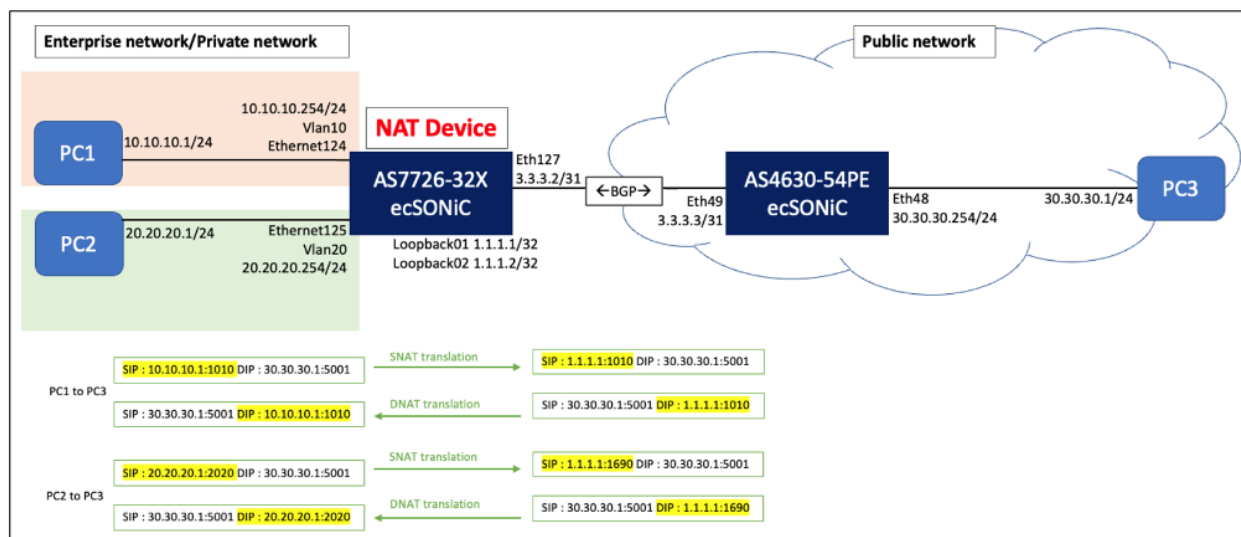 Enterprise network/Private network
Public network
10.10.10.254/24
Vlan10
Ethernet124
NAT Device
PC1
10.10.10.1/24
AS7726-32X
ecSONiC
Eth127
3.3.3.2/31
←BGP→
AS4630-54PE
ecSONiC
Eth49
3.3.3.3/31
Eth48
30.30.30.254/24
30.30.30.1/24
PC3
PC2
20.20.20.1/24
Ethernet125
Vlan20
20.20.20.254/24
Loopback01 1.1.1.1/32
Loopback02 1.1.1.2/32
PC1 to PC3
SIP : 10.10.10.1:1010 DIP : 30.30.30.1:5001
SNAT translation
SIP : 1.1.1.1:1010 DIP : 30.30.30.1:5001
SIP : 30.30.30.1:5001 DIP : 10.10.10.1:1010
DNAT translation
SIP : 30.30.30.1:5001 DIP : 1.1.1.1:1010
PC2 to PC3
SIP : 20.20.20.1:2020 DIP : 30.30.30.1:5001
SNAT translation
SIP : 1.1.1.1:1690 DIP : 30.30.30.1:5001
SIP : 30.30.30.1:5001 DIP : 20.20.20.1:2020
DNAT translation
SIP : 30.30.30.1:5001 DIP : 1.1.1.1:1690